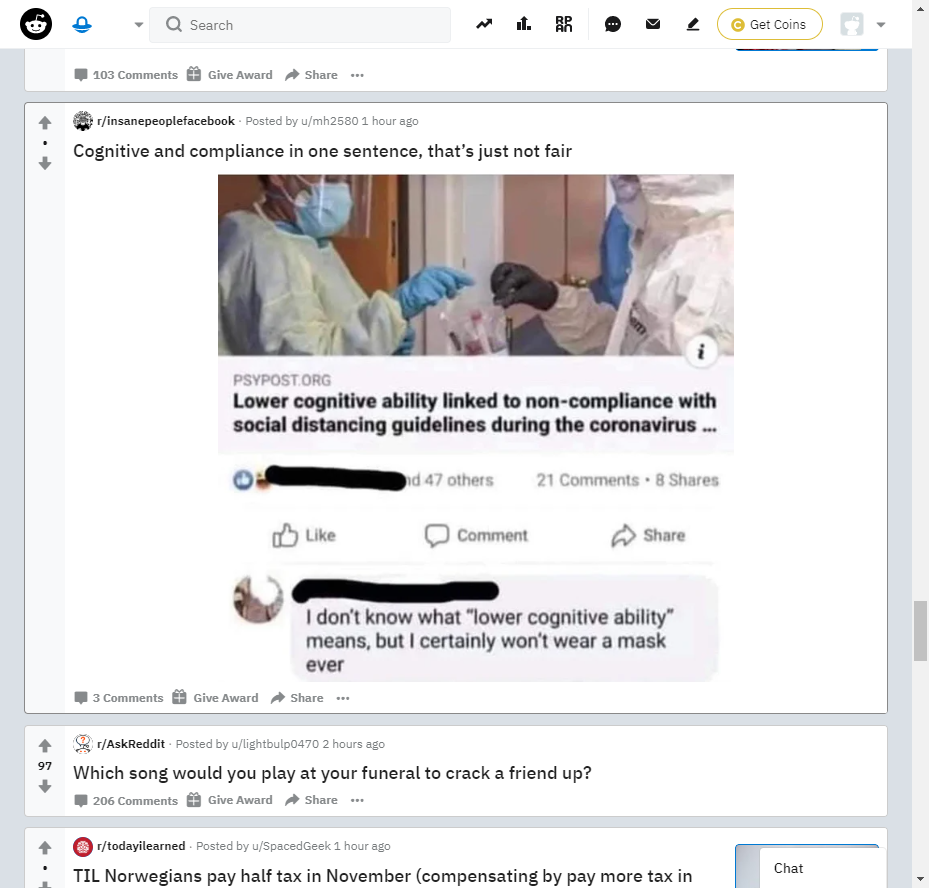 Search
Get Coins
103 Comments Give Award Share
r/insanepeoplefacebook · Posted by u/mh2580 1 hour ago
Cognitive and compliance in one sentence, that’s just not fair
PSYPOST.ORG
Lower cognitive ability linked to non-compliance with
social distancing guidelines during the coronavirus ...
nd 47 others 21 Comments • 8 Shares
Like Comment Share
I don't know what "lower cognitive ability"
means, but I certainly won't wear a mask
ever
3 Comments Give Award Share
r/AskReddit · Posted by u/lightbulp0470 2 hours ago
97
Which song would you play at your funeral to crack a friend up?
206 Comments Give Award Share
r/todayilearned · Posted by u/SpacedGeek 1 hour ago
TIL Norwegians pay half tax in November (compensating by pay more tax in
Chat